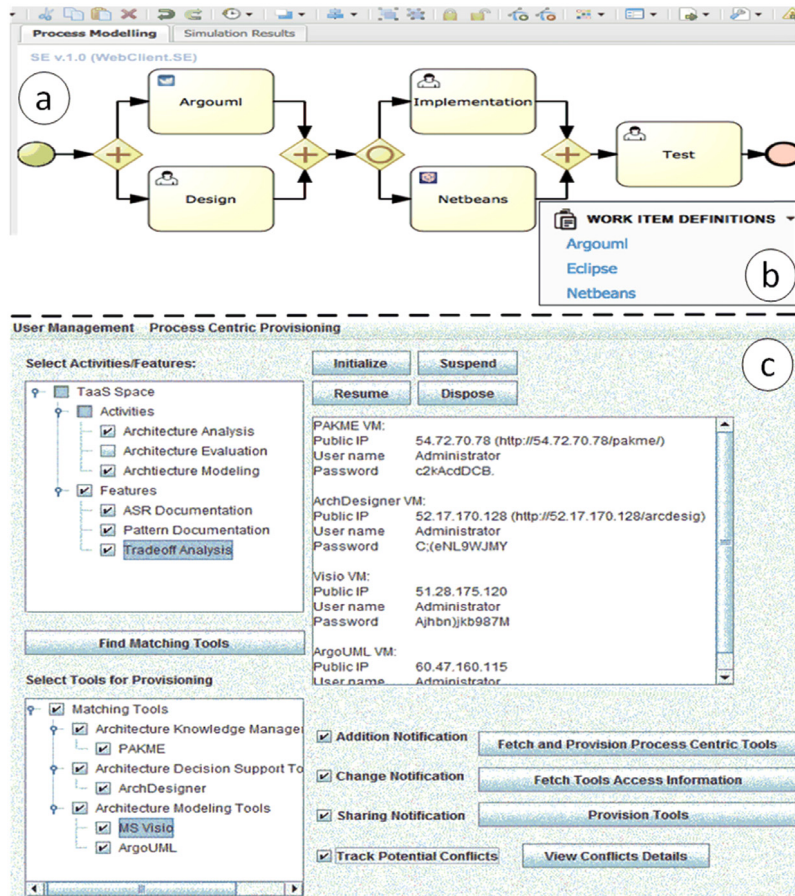 Process Modelling Simulation Results
SE v.1.0 (WebClient.SE)
a
Argouml
Implementation
Design
Netbeans
Test
WORK ITEM DEFINITIONS
Argouml
Eclipse
Netbeans
b
User Management Process Centric Provisioning
c
Select Activities/Features:
TaaS Space
Activities
Architecture Analysis
Architecture Evaluation
Archtiecture Modeling
Features
ASR Documentation
Pattern Documentation
Tradeoff Analysis
Find Matching Tools
Initialize Suspend
Resume Dispose
PAKME VM:
Public IP 54.72.70.78 (http://54.72.70.78/pakme/)
User name Administrator
Password c2kAcdDCB.
ArchDesigner VM:
Public IP 52.17.170.128 (http://52.17.170.128/arcdesig)
User name Administrator
Password C;(eNL9WJMY
Visio VM:
Public IP 51.28.175.120
User name Administrator
Password Ajhbn)jkb987M
ArgoUML VM:
Public IP 60.47.160.115
User name Administrator
Select Tools for Provisioning
Matching Tools
Architecture Knowledge Manager
PAKME
Architecture Decision Support To
ArchDesigner
Architecture Modeling Tools
MS Visio
ArgoUML
Addition Notification
Change Notification
Sharing Notification
Track Potential Conflicts
Fetch and Provision Process Centric Tools
Fetch Tools Access Information
Provision Tools
View Conflicts Details